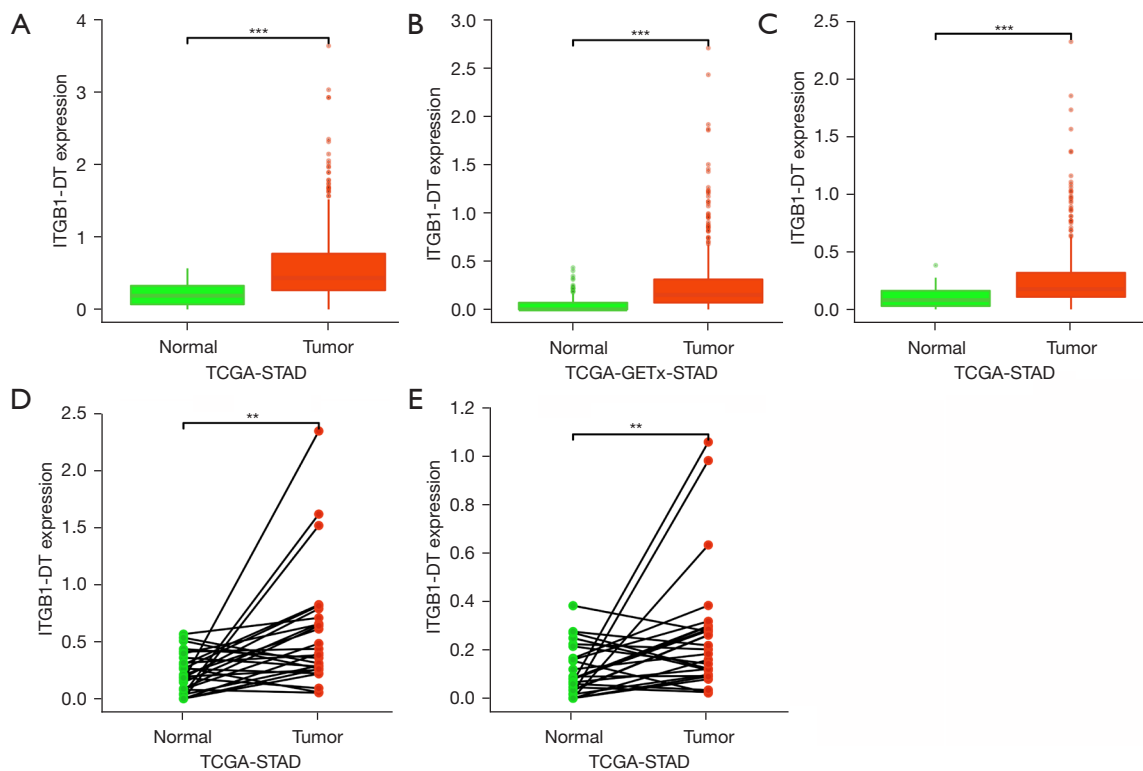 A
ITGB1-DT expression
4
3
2
1
0
***
Normal Tumor
TCGA-STAD
B
ITGB1-DT expression
3.0
2.5
2.0
1.5
1.0
0.5
0.0
***
Normal Tumor
TCGA-GETx-STAD
C
ITGB1-DT expression
2.5
2.0
1.5
1.0
0.5
0.0
***
Normal Tumor
TCGA-STAD
D
ITGB1-DT expression
2.5
2.0
1.5
1.0
0.5
0.0
**
Normal Tumor
TCGA-STAD
E
ITGB1-DT expression
1.2
1.0
0.8
0.6
0.4
0.2
0.0
**
Normal Tumor
TCGA-STAD